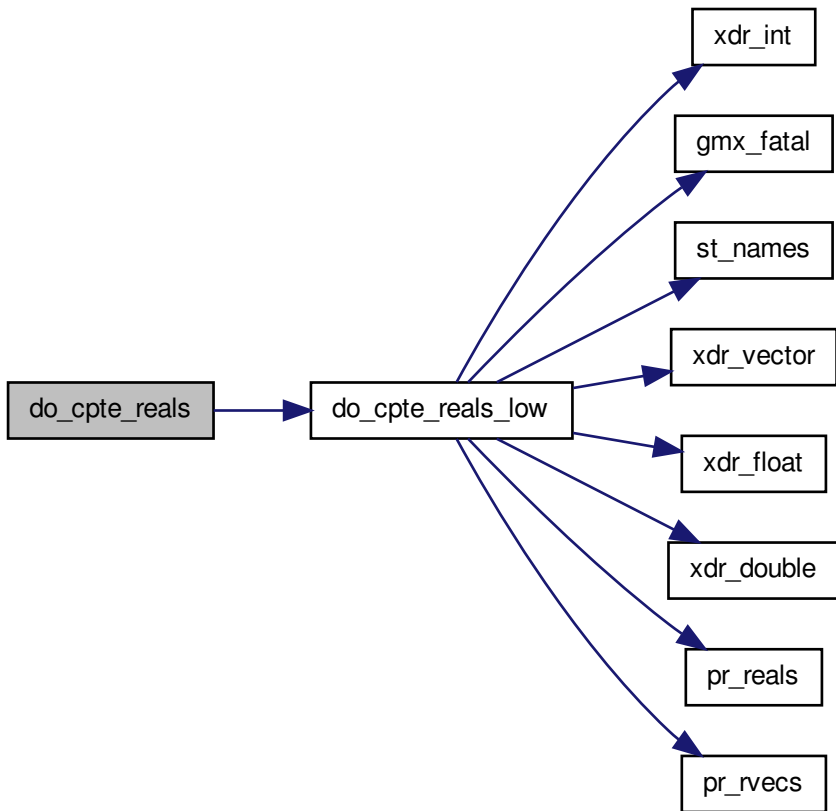 xdr_int
gmx_fatal
st_names
xdr_vector
do_cpte_reals
do_cpte_reals_low
xdr_float
xdr_double
pr_reals
pr_rvecs